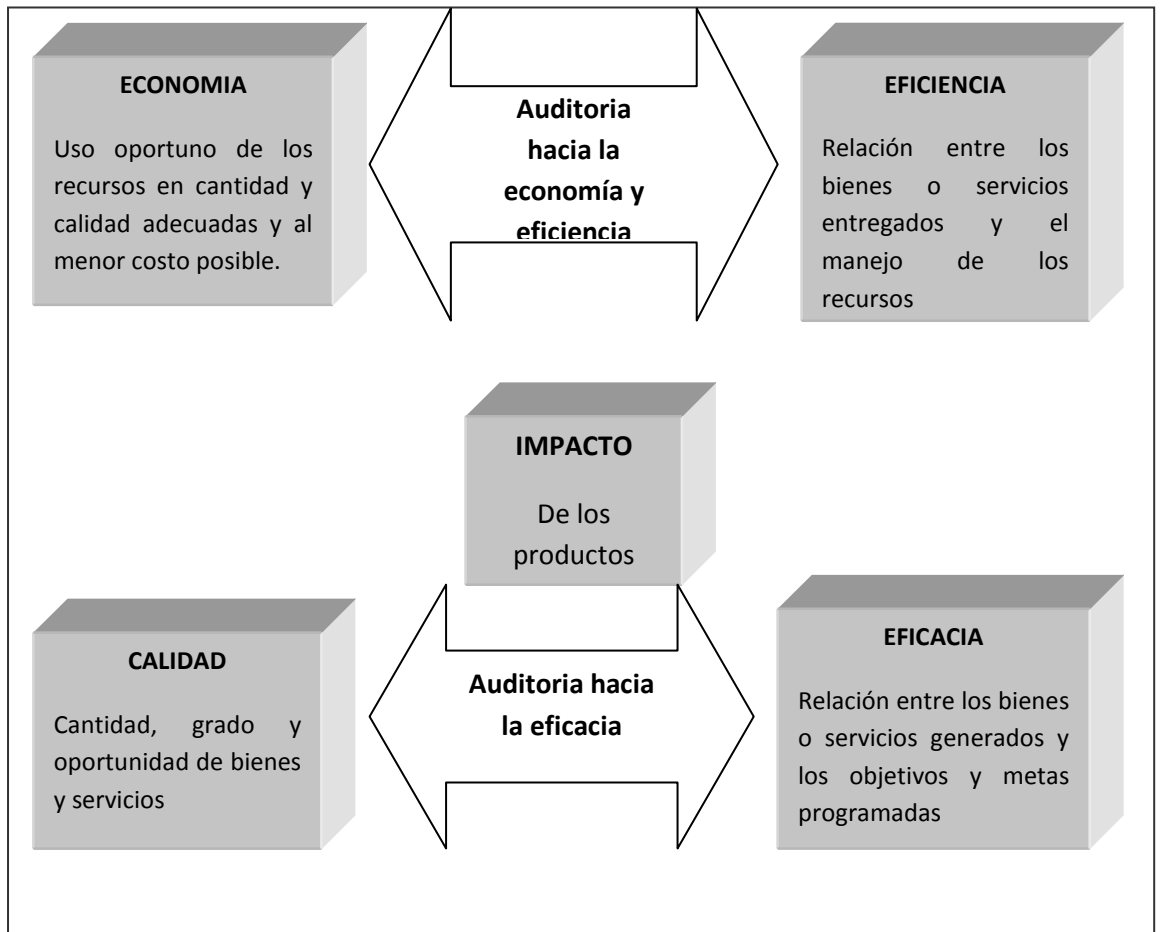 ECONOMIA
Uso oportuno de los
recursos en cantidad y
calidad adecuadas y al
menor costo posible.
Auditoria
hacia la
economía y
eficiencia
EFICIENCIA
Relación entre los
bienes o servicios
entregados y el
manejo de los
recursos
IMPACTO
De los
productos
CALIDAD
Cantidad, grado y
oportunidad de bienes
y servicios
Auditoria hacia
la eficacia
EFICACIA
Relación entre los bienes
o servicios generados y
los objetivos y metas
programadas